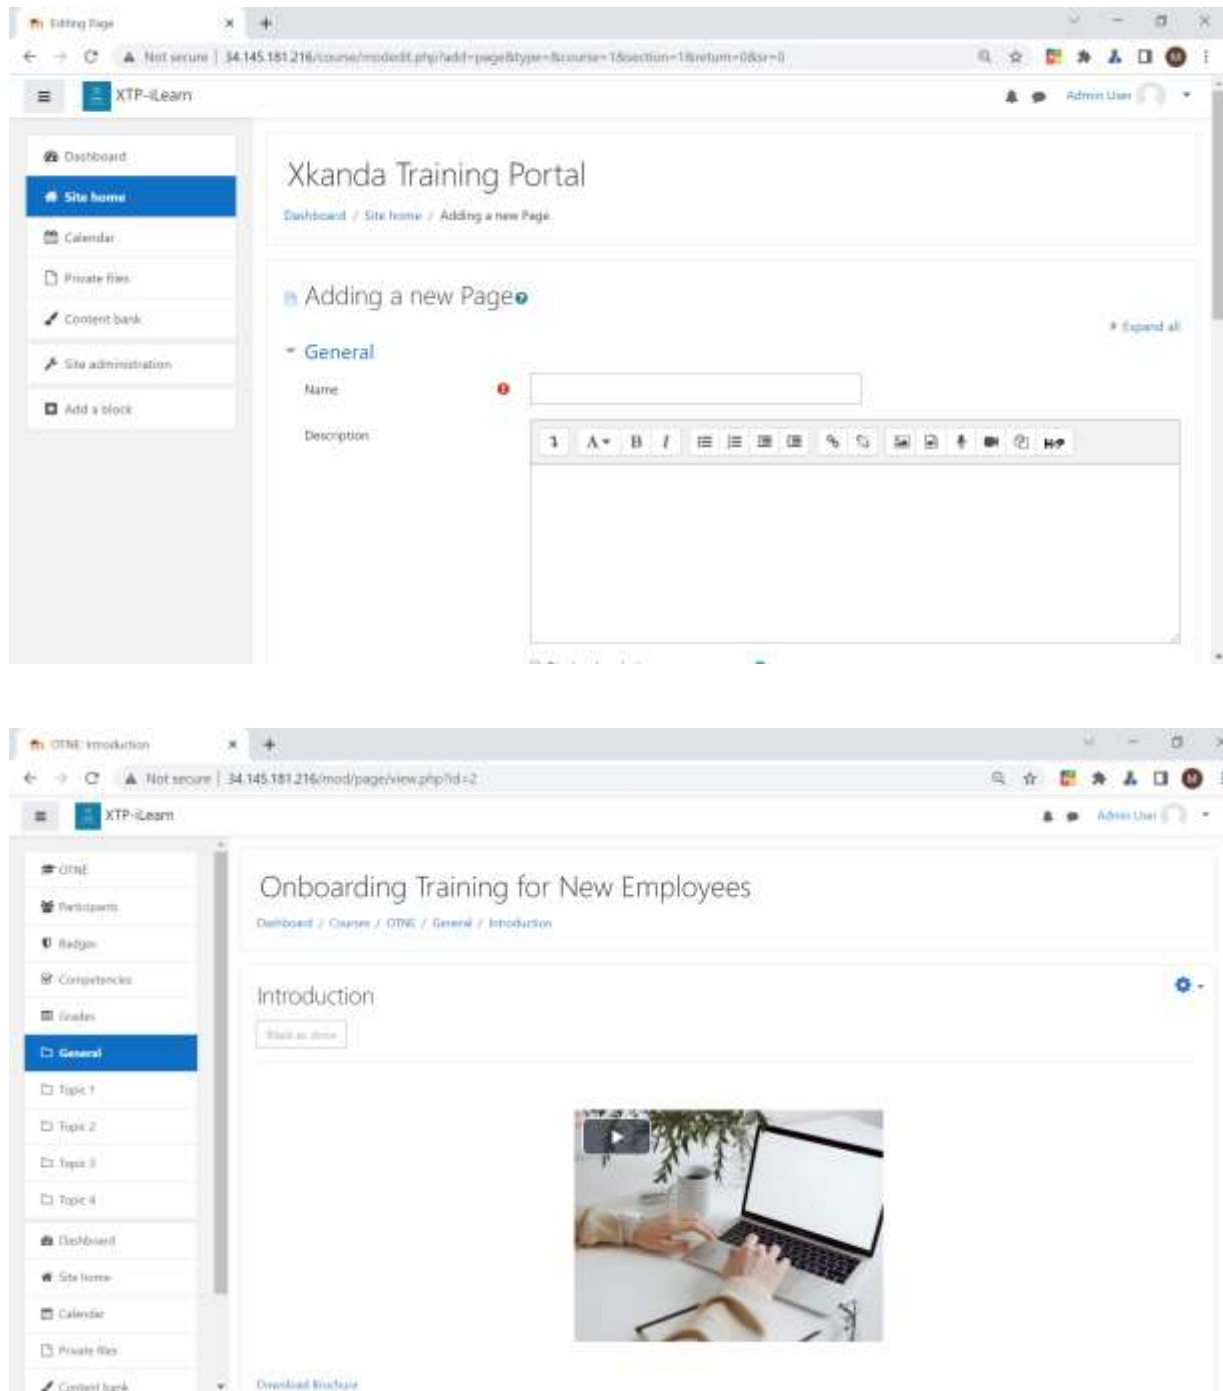 Editing Page
Not secure | 34.145.181.216/course/modedit.php?add=page&type=&course=1&section=1&return=0&sr=0
XTP-iLearn
Admin User
Dashboard
Site home
Calendar
Private files
Content bank
Site administration
Add a block
Xkanda Training Portal
Dashboard / Site home / Adding a new Page
Adding a new Page
Expand all
General
Name
Description
A B I H-P
OTNE: Introduction
Not secure | 34.145.181.216/mod/page/view.php?id=2
XTP-iLearn
Admin User
OTNE
Participants
Badges
Competencies
Grades
General
Topic 1
Topic 2
Topic 3
Topic 4
Dashboard
Site home
Calendar
Private files
Content bank
Onboarding Training for New Employees
Dashboard / Courses / OTNE / General / Introduction
Introduction
Mark as done
Download Brochure